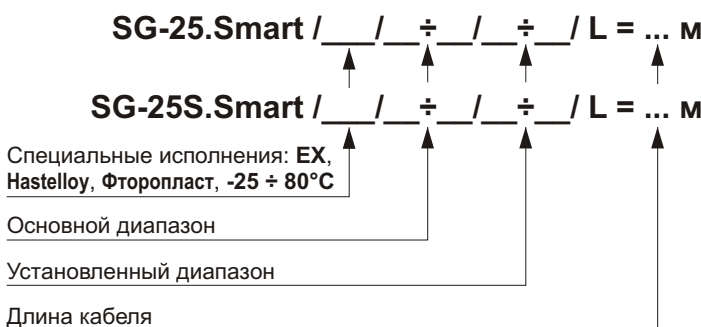 SG-25.Smart /___/__÷__/__÷__/ L = ... м
SG-25S.Smart /___/__÷__/__÷__/ L = ... м
Специальные исполнения: EX,
Hastelloy, Фторопласт, -25 ÷ 80°C
Основной диапазон
Установленный диапазон
Длина кабеля